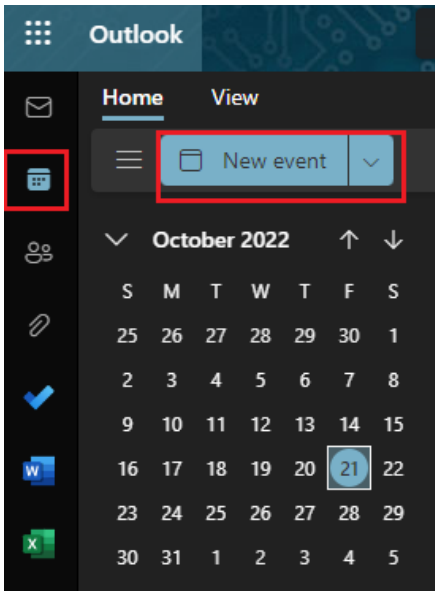 Outlook
Home View
New event
October 2022
S M T W T F S
25 26 27 28 29 30 1
2 3 4 5 6 7 8
9 10 11 12 13 14 15
16 17 18 19 20 21 22
23 24 25 26 27 28 29
30 31 1 2 3 4 5
W
X